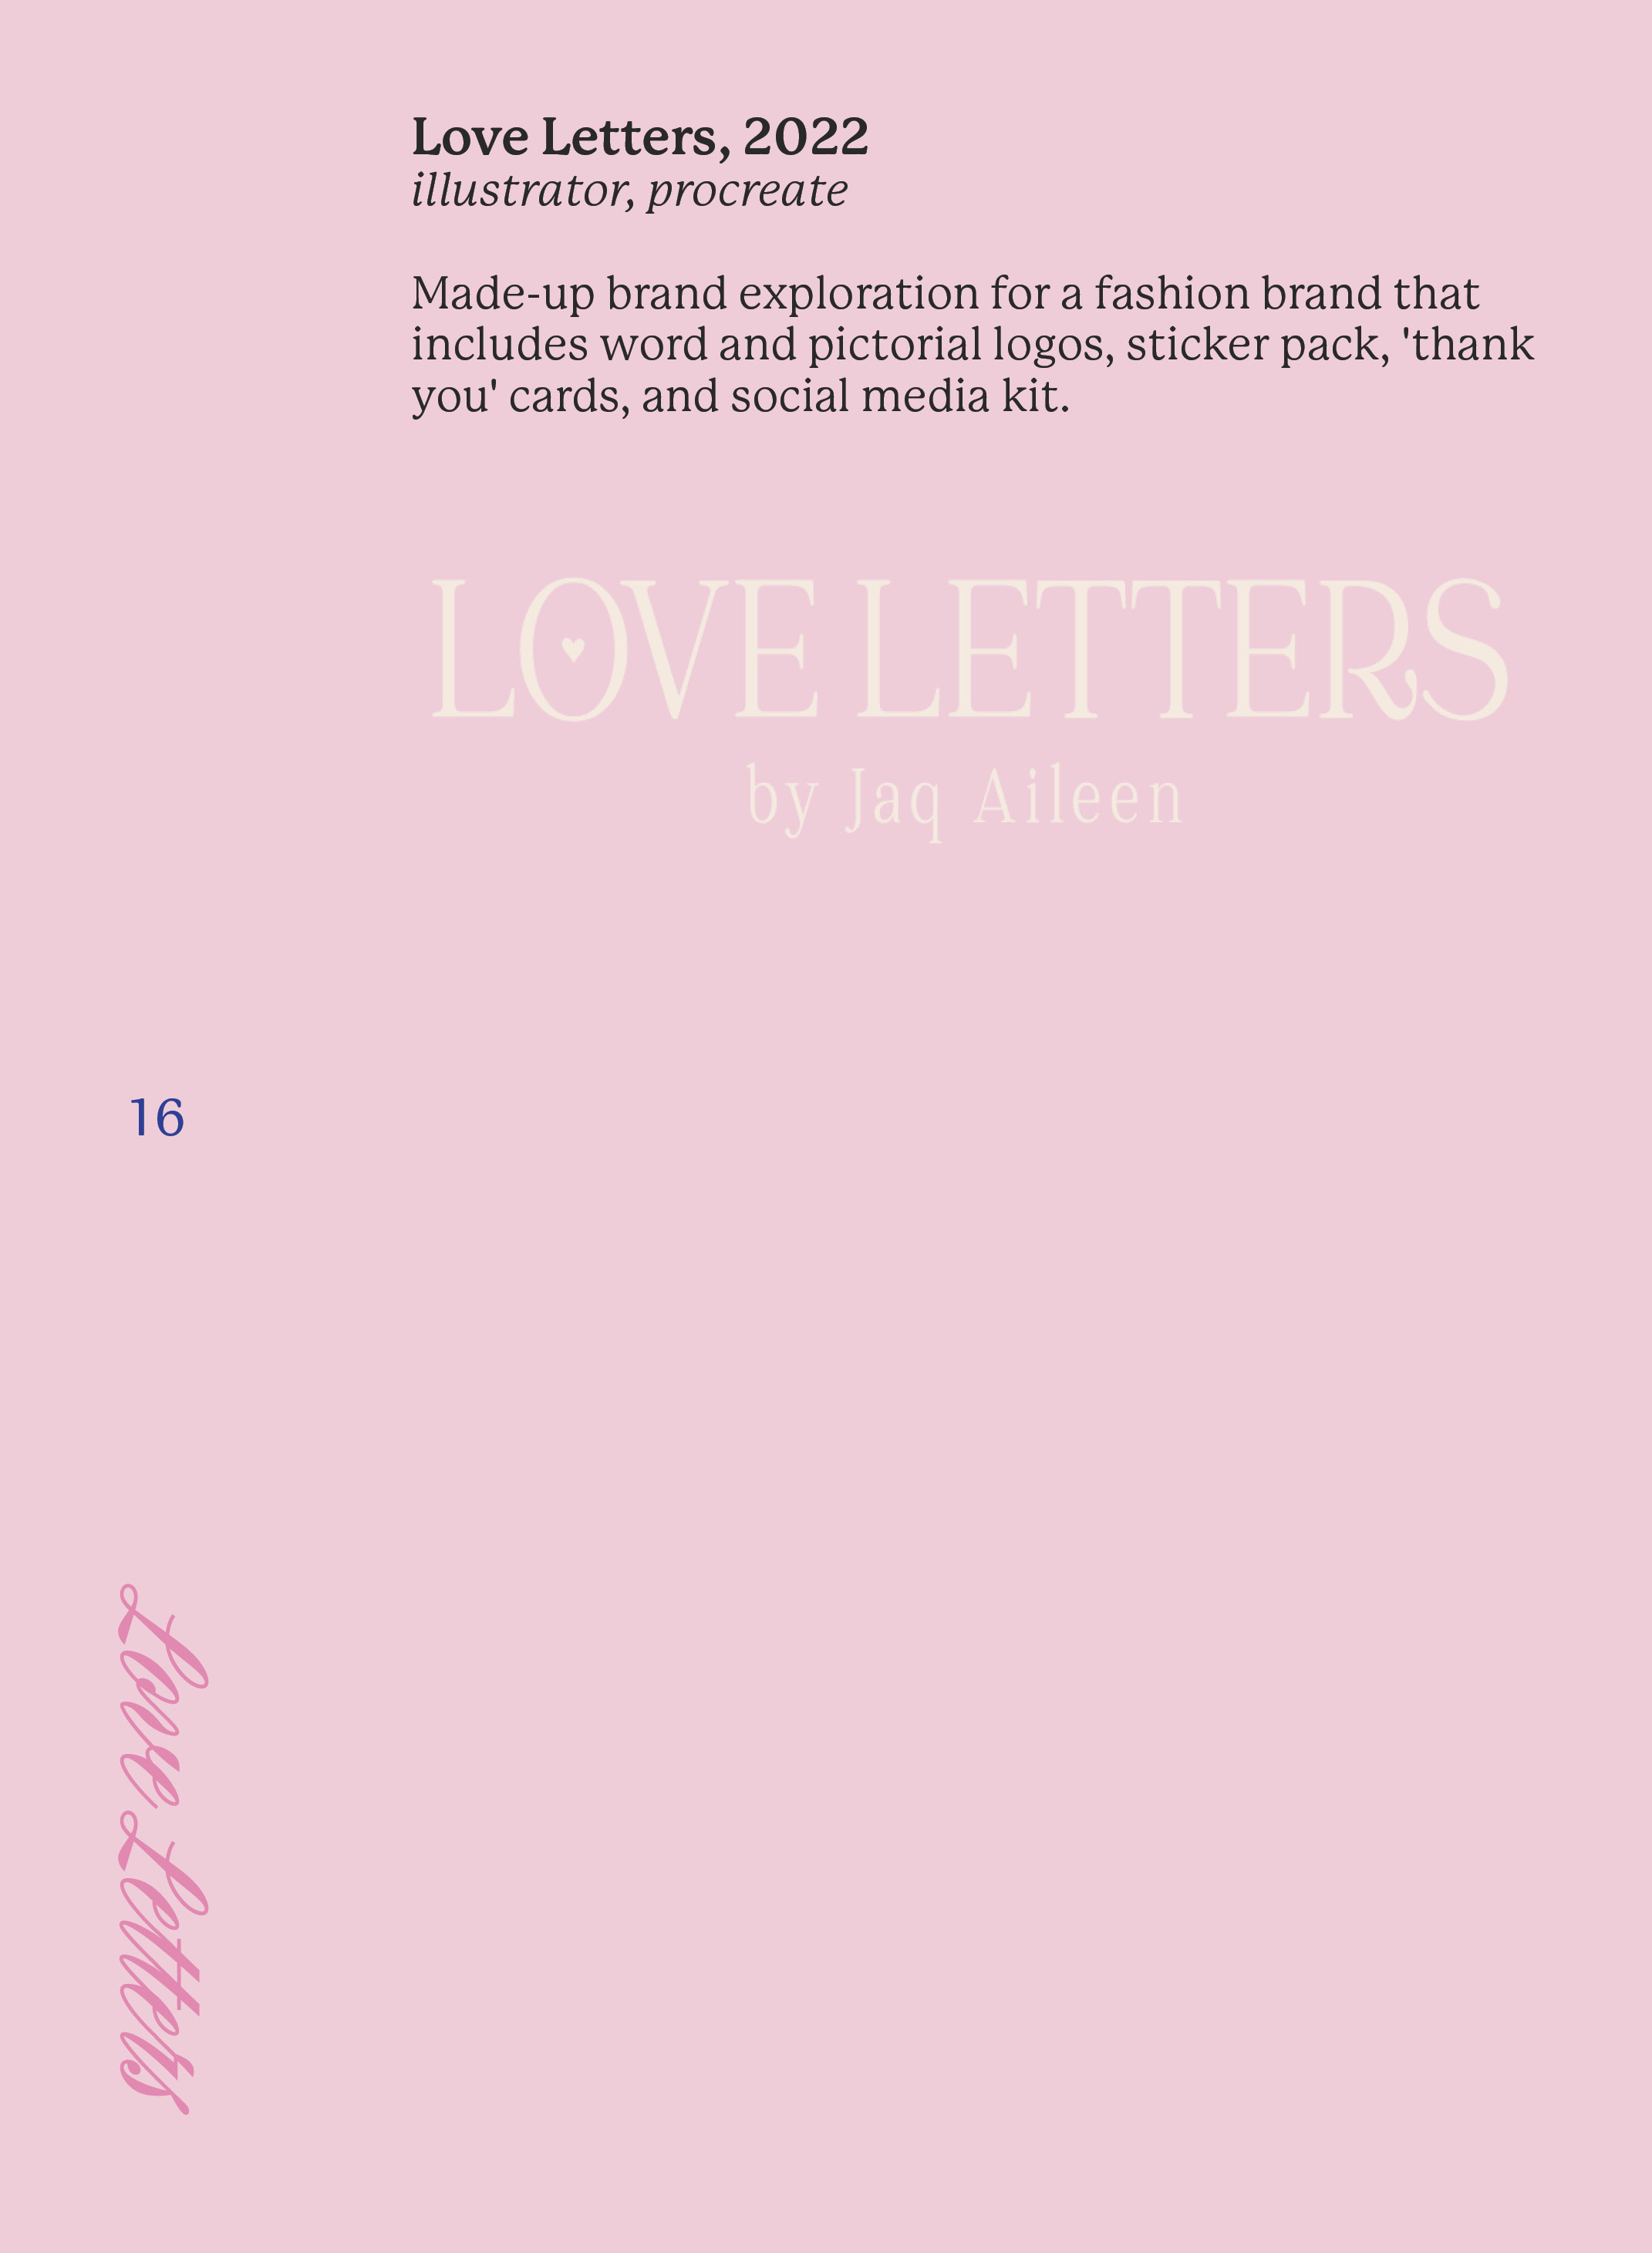 Love Letters, 2022
illustrator, procreate
Made-up brand exploration for a fashion brand that
includes word and pictorial logos, sticker pack, 'thank
you' cards, and social media kit.
LOVE LETTERS
by Jaq Aileen
16
Love Letters